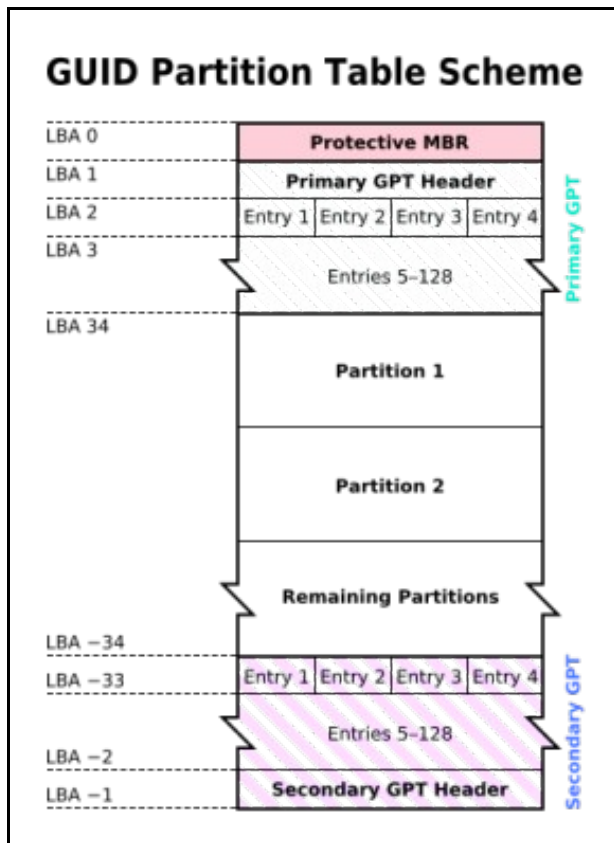 GUID Partition Table Scheme
LBA 0
Protective MBR
LBA 1
Primary GPT Header
LBA 2
Entry 1 Entry 2 Entry 3 Entry 4
LBA 3
Entries 5–128
Primary GPT
LBA 34
Partition 1
Partition 2
Remaining Partitions
LBA −34
Entry 1 Entry 2 Entry 3 Entry 4
LBA −33
Entries 5–128
LBA −2
Secondary GPT Header
LBA −1
Secondary GPT